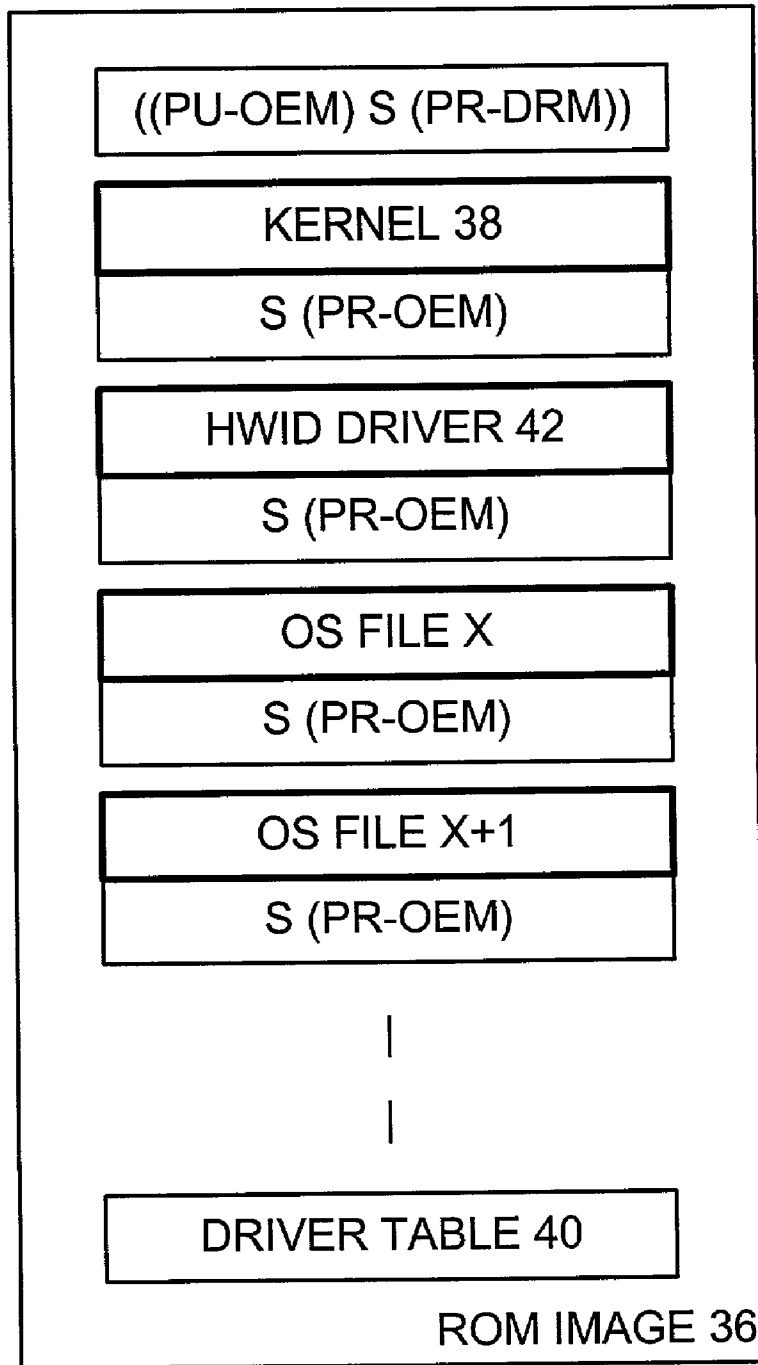 ((PU-OEM) S (PR-DRM))
KERNEL 38
S (PR-OEM)
HWID DRIVER 42
S (PR-OEM)
OS FILE X
S (PR-OEM)
OS FILE X+1
S (PR-OEM)
DRIVER TABLE 40
ROM IMAGE 36